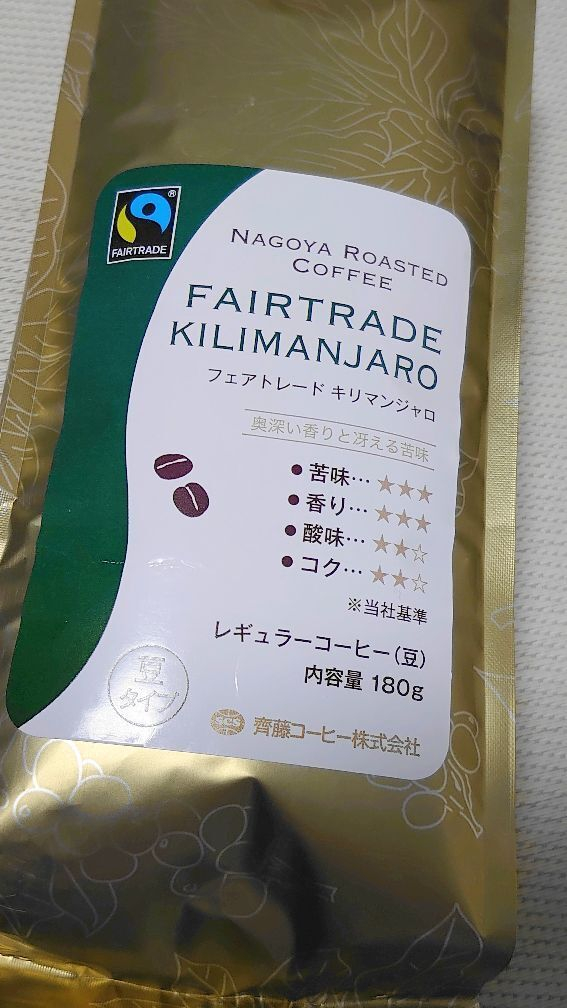 FAIRTRADE
®
NAGOYA ROASTED
COFFEE
FAIRTRADE
KILIMANJARO
フェアトレード キリマンジャロ
奥深い香りと冴える苦味
●苦味…★★★
●香り…★★★
●酸味…★★☆
●コク…★★☆
※当社基準
レギュラーコーヒー(豆)
内容量 180g
豆
タイプ
齊藤コーヒー株式会社